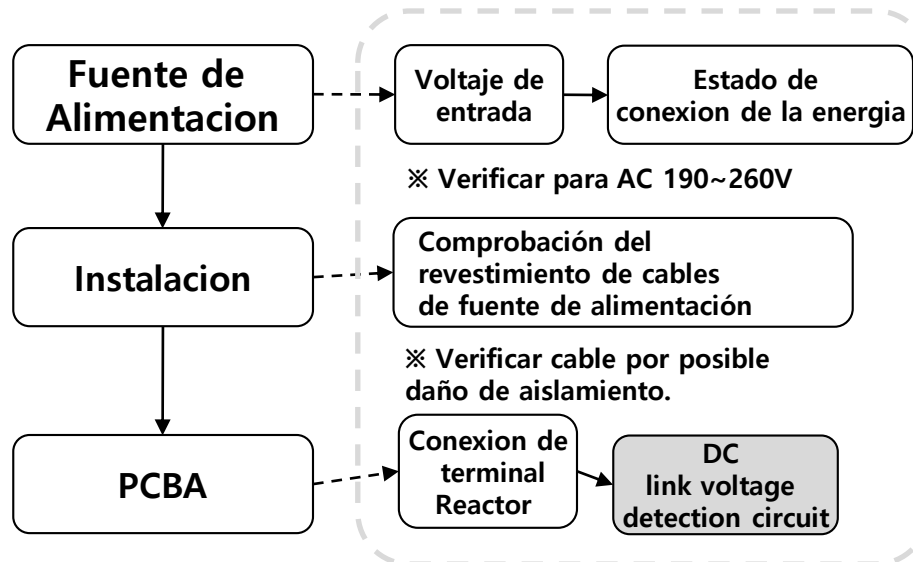 Fuente de
Alimentacion
Voltaje de
entrada
Estado de
conexion de la energia
※ Verificar para AC 190~260V
Instalacion
Comprobación del
revestimiento de cables
de fuente de alimentación
※ Verificar cable por posible
daño de aislamiento.
PCBA
Conexion de
terminal
Reactor
DC
link voltage
detection circuit